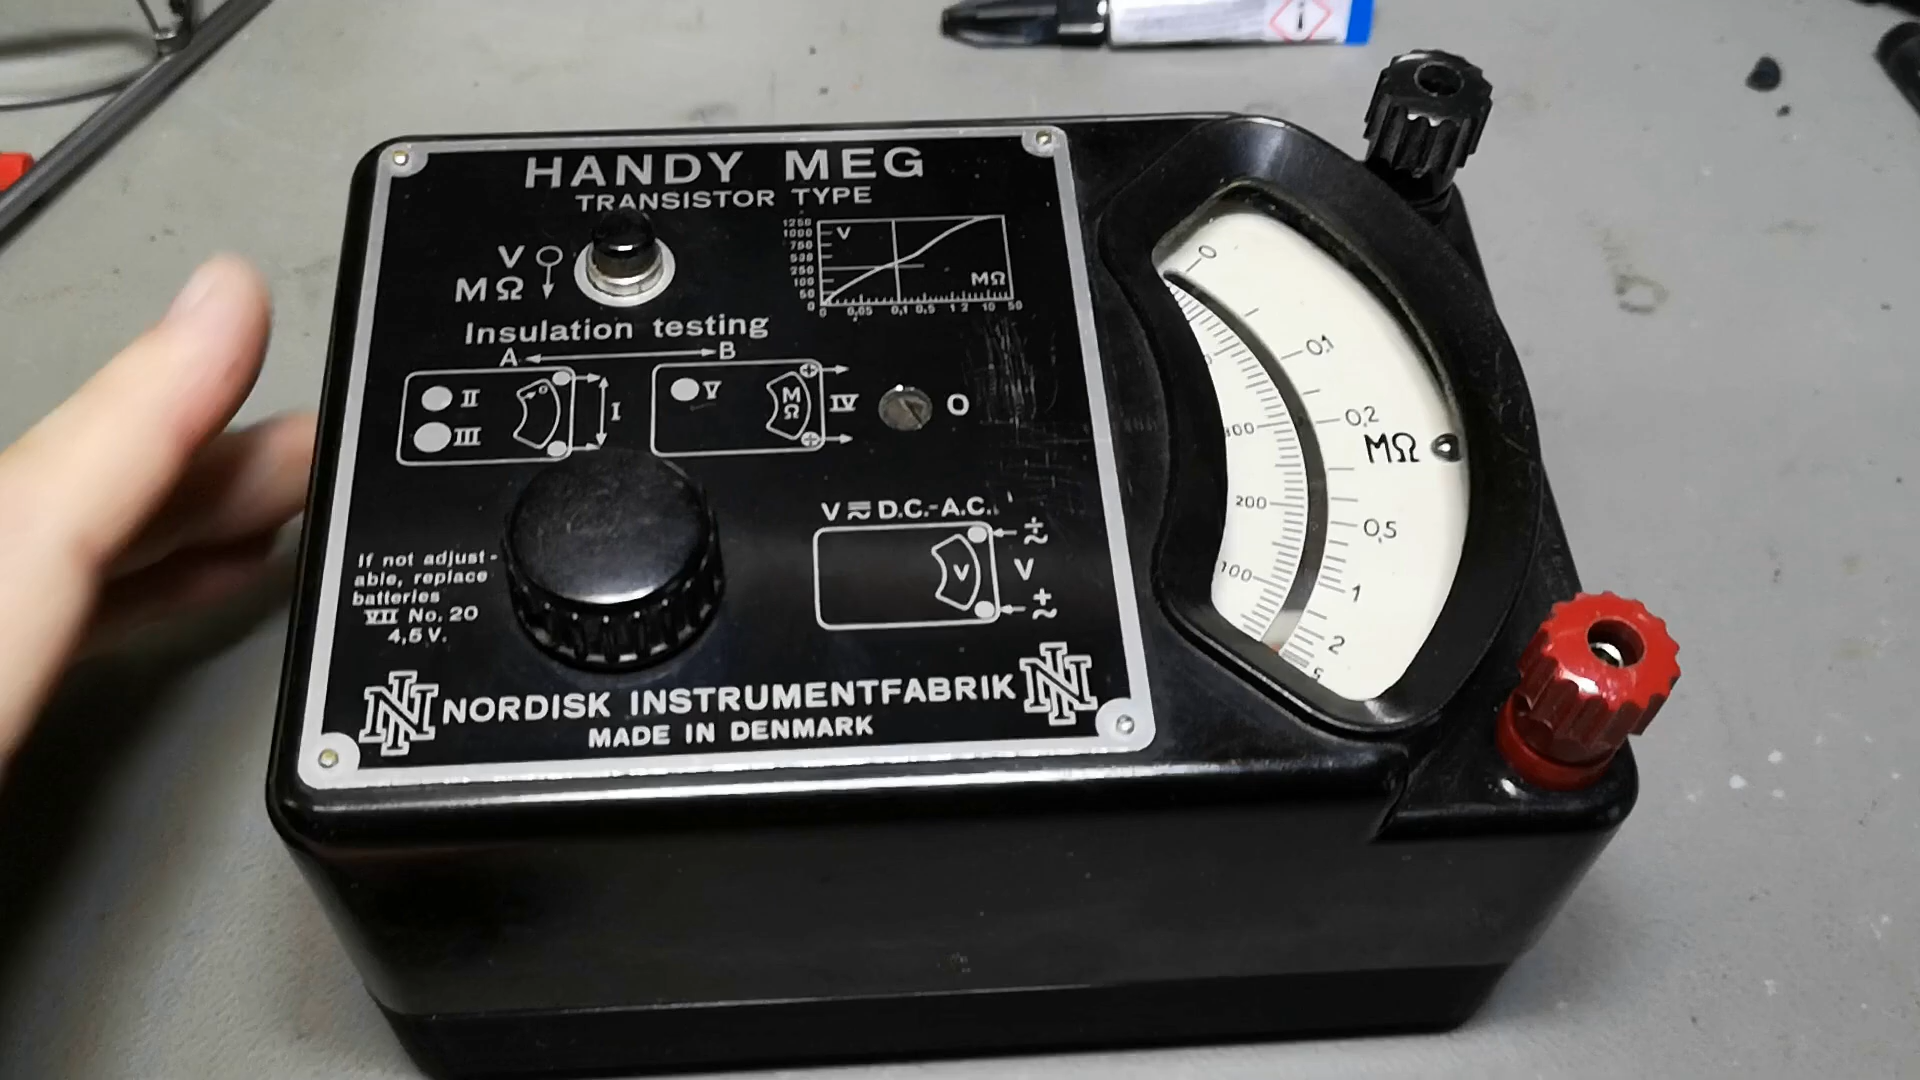 HANDY MEG
TRANSISTOR TYPE
V
MΩ
1250
1000
750
500
250
100
50
0
V
MΩ
0 0,05 0,1 0,5 1 2 10 50
Insulation testing
A B
II
III
I
V
MΩ
IV
O
If not adjust-
able, replace
batteries
VII No. 20
4,5 V.
V D.C.-A.C.
V
V
NORDISK INSTRUMENTFABRIK
MADE IN DENMARK
0
0,1
0,2
MΩ
0,5
1
2
5
200
100